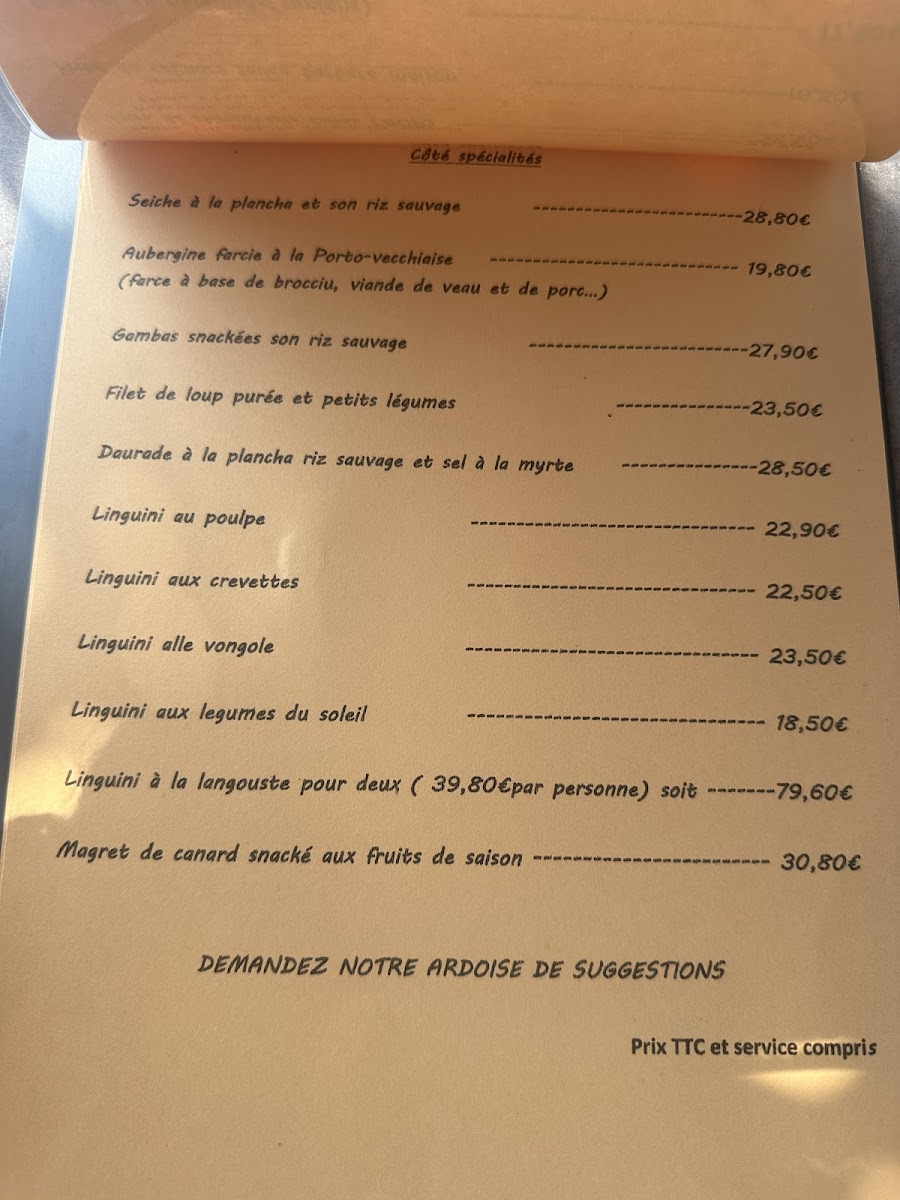 Côté spécialités
Seiche à la plancha et son riz sauvage -----------------------28,80€
Aubergine farcie à la Porto-vecchiaise --------------------------- 19,80€
(farce à base de brocciu, viande de veau et de porc...)
Gambas snackées son riz sauvage ------------------------27,90€
Filet de loup purée et petits légumes .---------------23,50€
Daurade à la plancha riz sauvage et sel à la myrte ---------------28,50€
Linguini au poulpe ------------------------------- 22,90€
Linguini aux crevettes ------------------------------- 22,50€
Linguini alle vongole -------------------------------- 23,50€
Linguini aux legumes du soleil -------------------------------- 18,50€
Linguini à la langouste pour deux ( 39,80€par personne) soit -------79,60€
Magret de canard snacké aux fruits de saison -------------------------- 30,80€
DEMANDEZ NOTRE ARDOISE DE SUGGESTIONS
Prix TTC et service compris